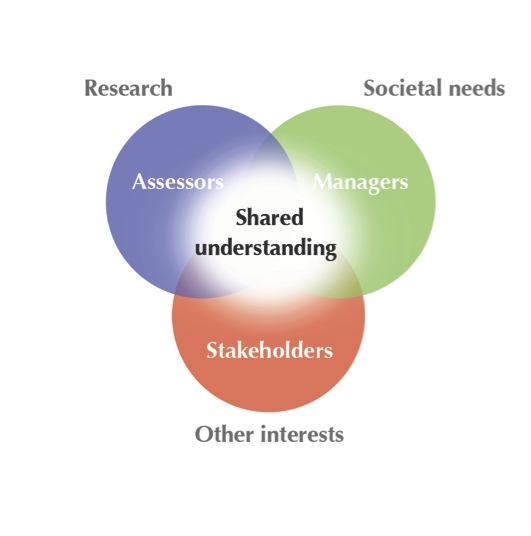 Research
Societal needs
Assessors
Managers
Shared
understanding
Stakeholders
Other interests